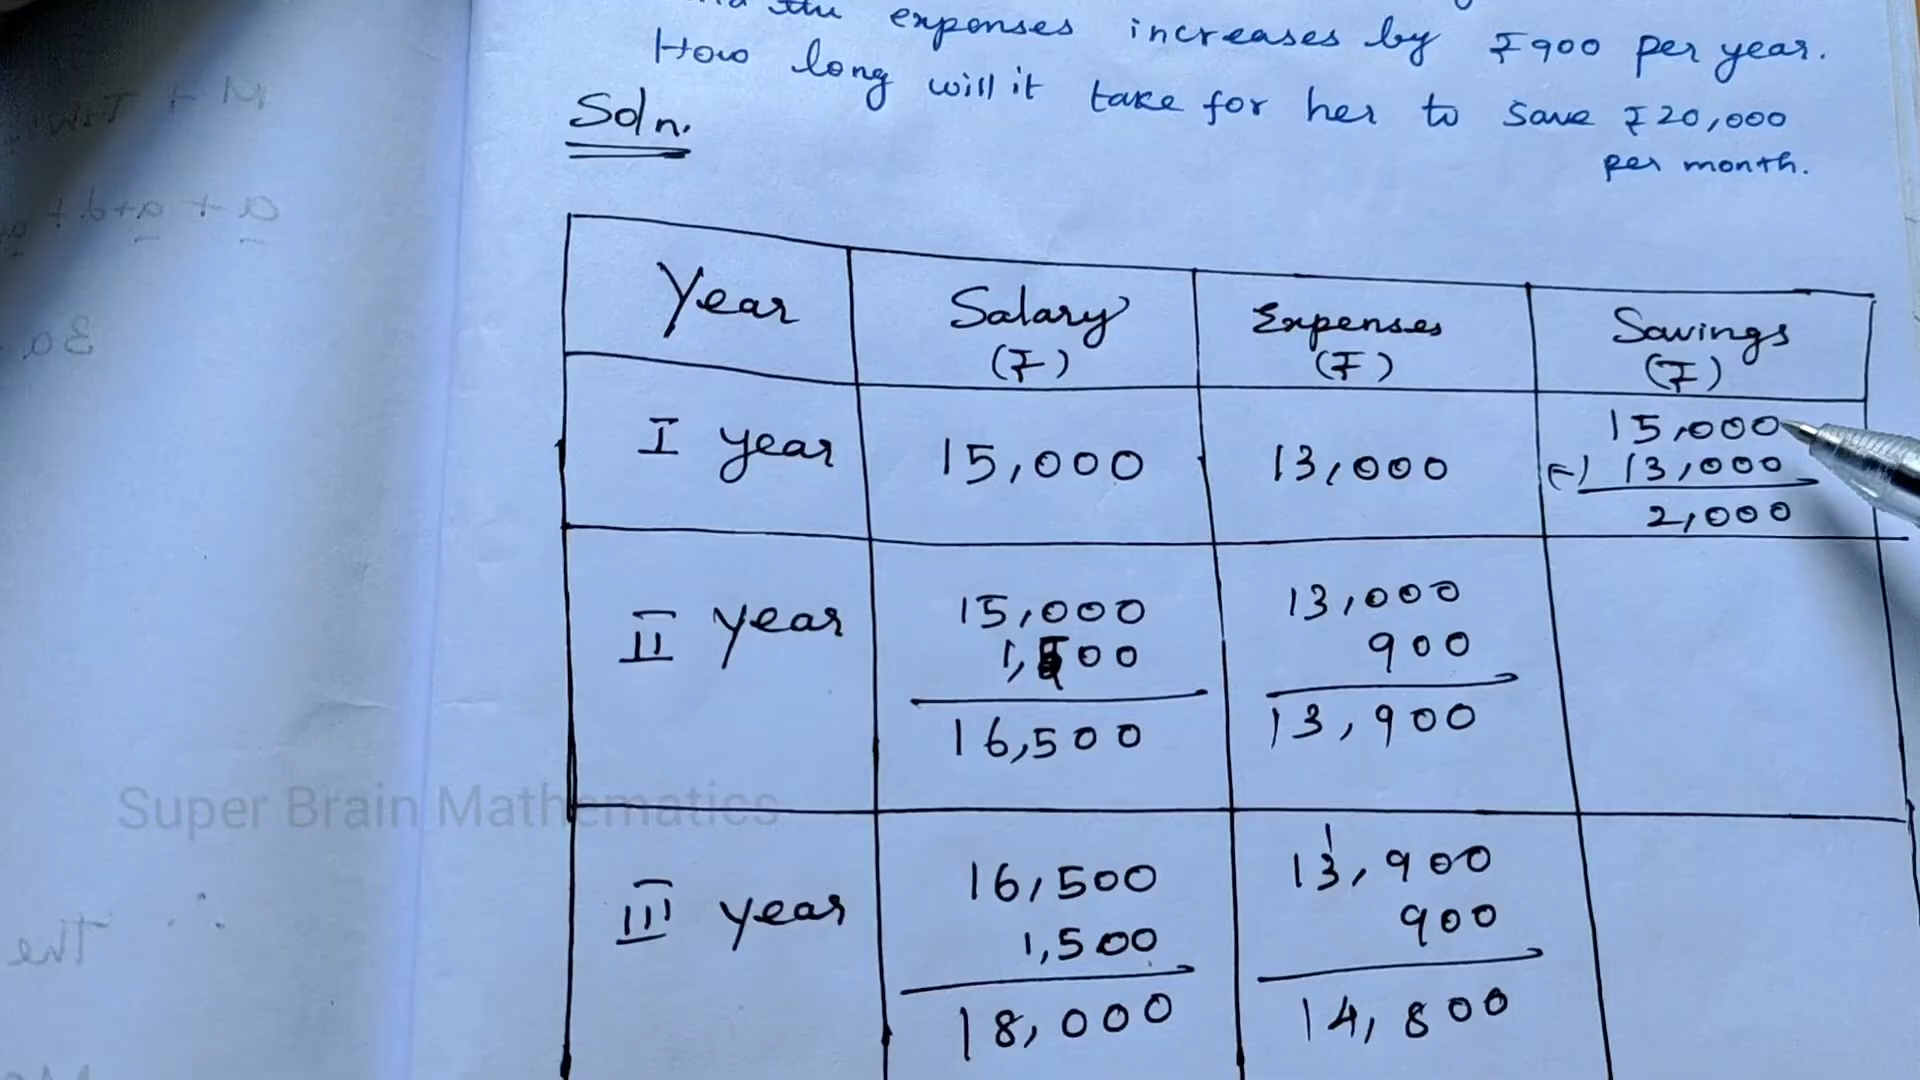 the expenses increases by ₹900 per year.
How long will it take for her to save ₹20,000
per month.
Soln.
Year Salary (₹) Expenses (₹) Savings (₹)
I year 15,000 13,000 15,000
(-) 13,000
2,000
II year 15,000 13,000
1,500 900
16,500 13,900
Super Brain Mathematics
III year 16,500 13,900
1,500 900
18,000 14,800